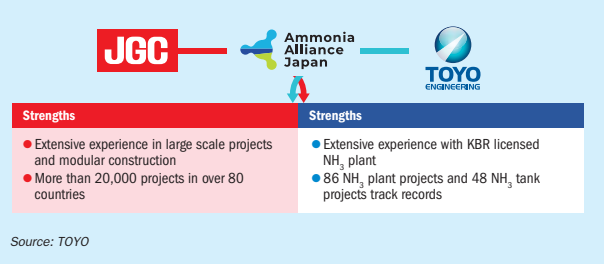 JGC
Ammonia
Alliance
Japan
TOYO
ENGINEERING
Strengths
Extensive experience in large scale projects
and modular construction
More than 20,000 projects in over 80
countries
Strengths
Extensive experience with KBR licensed
NH₃ plant
86 NH₃ plant projects and 48 NH₃ tank
projects track records
Source: TOYO